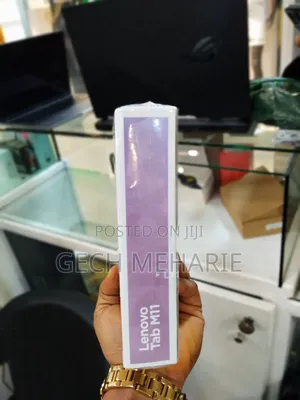 POSTED ON JIJI
GECH MEHARIE
Lenovo
Tab M11